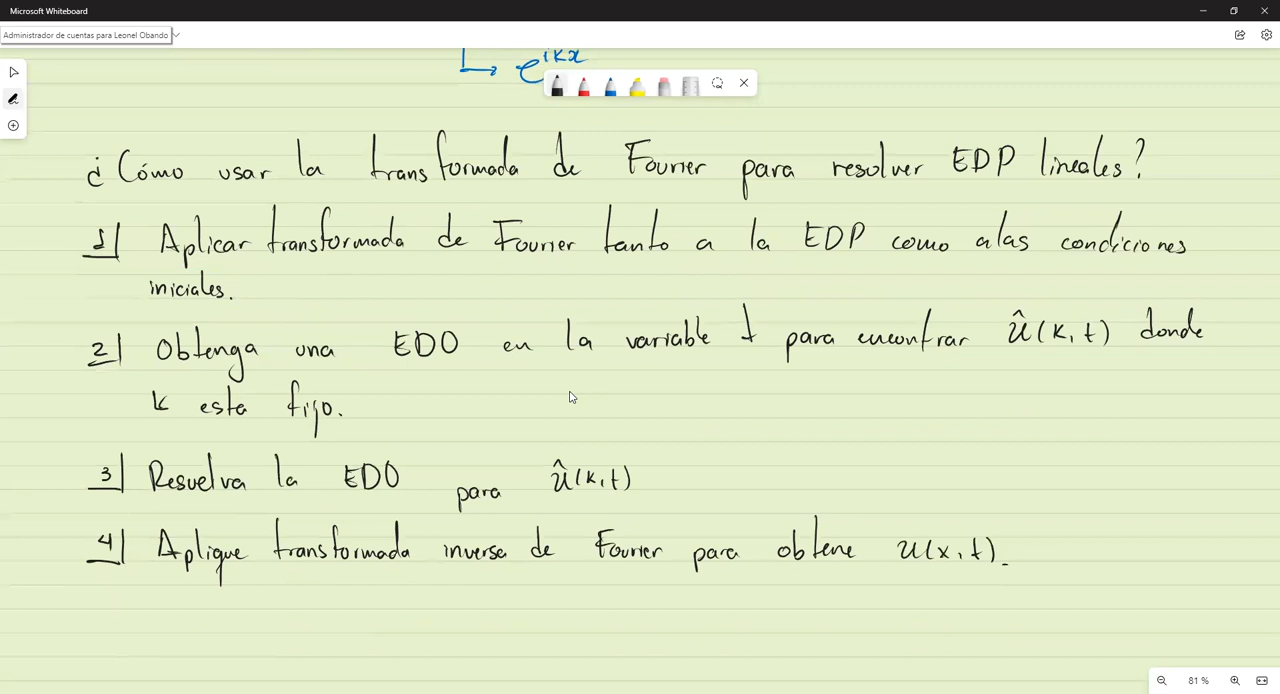 Microsoft Whiteboard
Administrador de cuentas para Leonel Obando
↳ e^{ikx}
¿Cómo usar la transformada de Fourier para resolver EDP lineales?
1| Aplicar transformada de Fourier tanto a la EDP como a las condiciones
iniciales.
2| Obtenga una EDO en la variable t para encontrar û(k,t) donde
k esta fijo.
3| Resuelva la EDO para û(k,t)
4| Aplique transformada inversa de Fourier para obtene u(x,t).
81 %